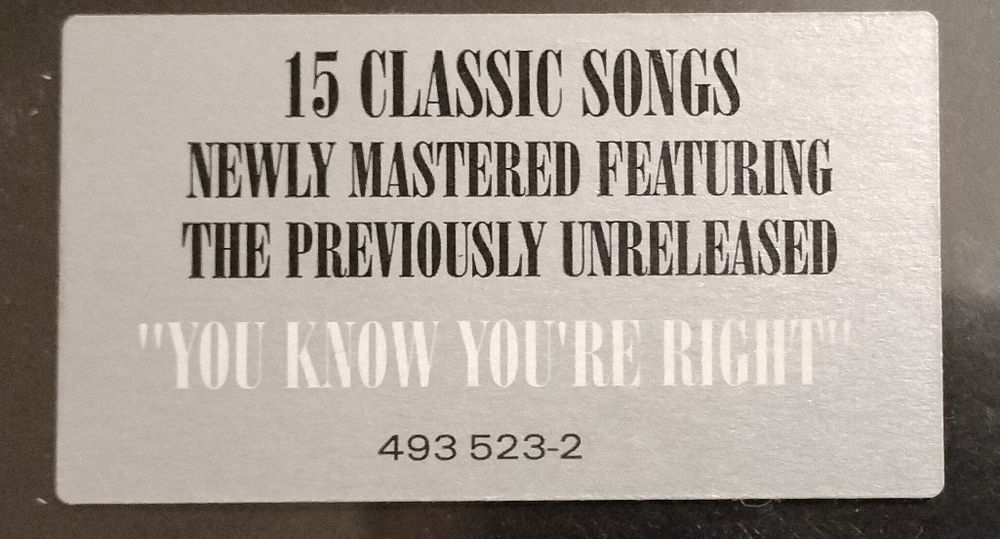 15 CLASSIC SONGS
NEWLY MASTERED FEATURING
THE PREVIOUSLY UNRELEASED
"YOU KNOW YOU'RE RIGHT"
493 523-2